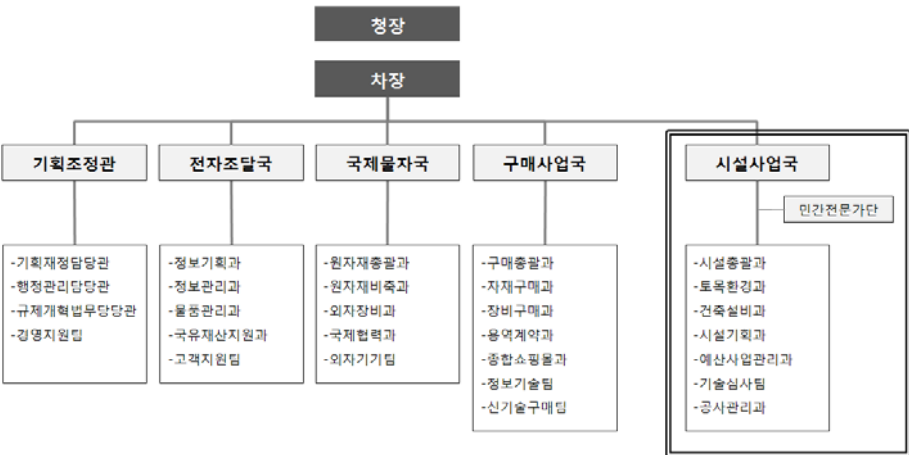 청장
차장
기획조정관
전자조달국
국제물자국
구매사업국
시설사업국
민간전문가단
-기획재정담당관
-행정관리담당관
-규제개혁법무담당관
-경영지원팀
-정보기획과
-정보관리과
-물품관리과
-국유재산지원과
-고객지원팀
-원자재총괄과
-원자재비축과
-외자장비과
-국제협력과
-외자기기팀
-구매총괄과
-자재구매과
-장비구매과
-용역계약과
-종합쇼핑몰과
-정보기술팀
-신기술구매팀
-시설총괄과
-토목환경과
-건축설비과
-시설기획과
-예산사업관리과
-기술심사팀
-공사관리과